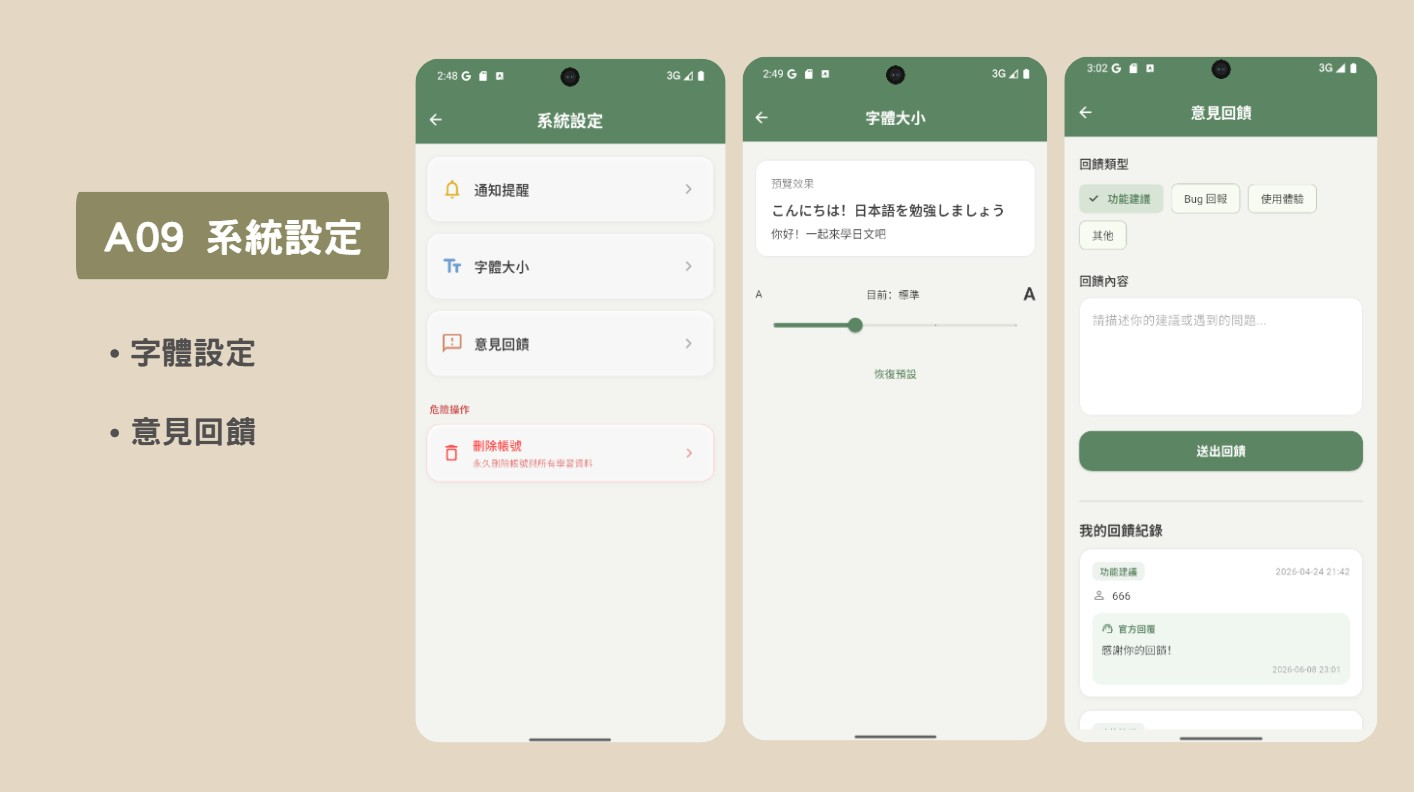 A09 系統設定
• 字體設定
• 意見回饋
2:48
3G
系統設定
通知提醒
字體大小
意見回饋
危險操作
刪除帳號
永久刪除帳號與所有學習資料
2:49
3G
字體大小
預覽效果
こんにちは！日本語を勉強しましょう
你好！一起來學日文吧
A
目前：標準
A
恢復預設
3:02
3G
意見回饋
回饋類型
功能建議
Bug 回報
使用體驗
其他
回饋內容
請描述你的建議或遇到的問題...
送出回饋
我的回饋紀錄
功能建議
2026-04-24 21:42
666
官方回覆
感謝你的回饋！
2026-06-08 23:01